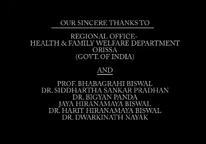 OUR SINCERE THANKS TO
REGIONAL OFFICE-
HEALTH & FAMILY WELFARE DEPARTMENT
ORISSA
(GOVT. OF INDIA)
AND
PROF. BHABAGRAHI BISWAL
DR. SIDDHARTHA SANKAR PRADHAN
DR. BIGYAN PANDA
JAYA HIRANAMAYA BISWAL
DR. HARIT HIRANAMAYA BISWAL
DR. DWARKINATH NAYAK